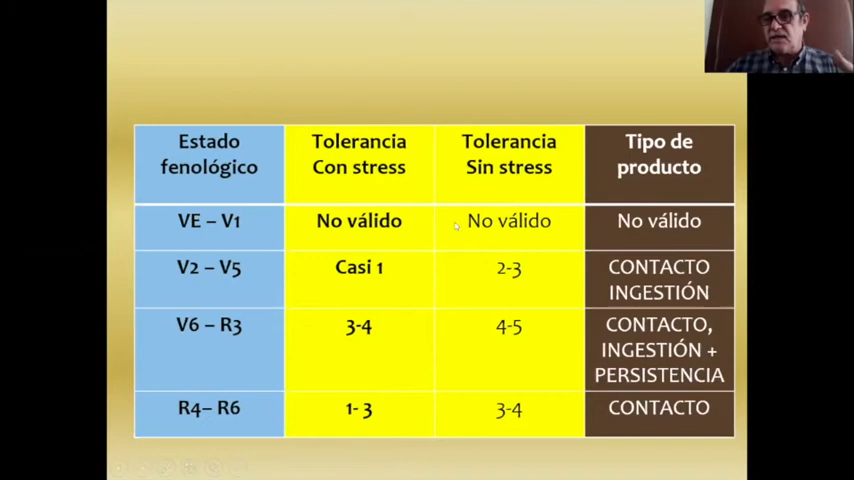 Estado
fenológico
Tolerancia
Con stress
Tolerancia
Sin stress
Tipo de
producto
VE – V1
No válido
No válido
No válido
V2 – V5
Casi 1
2-3
CONTACTO
INGESTIÓN
V6 – R3
3-4
4-5
CONTACTO,
INGESTIÓN +
PERSISTENCIA
R4– R6
1- 3
3-4
CONTACTO